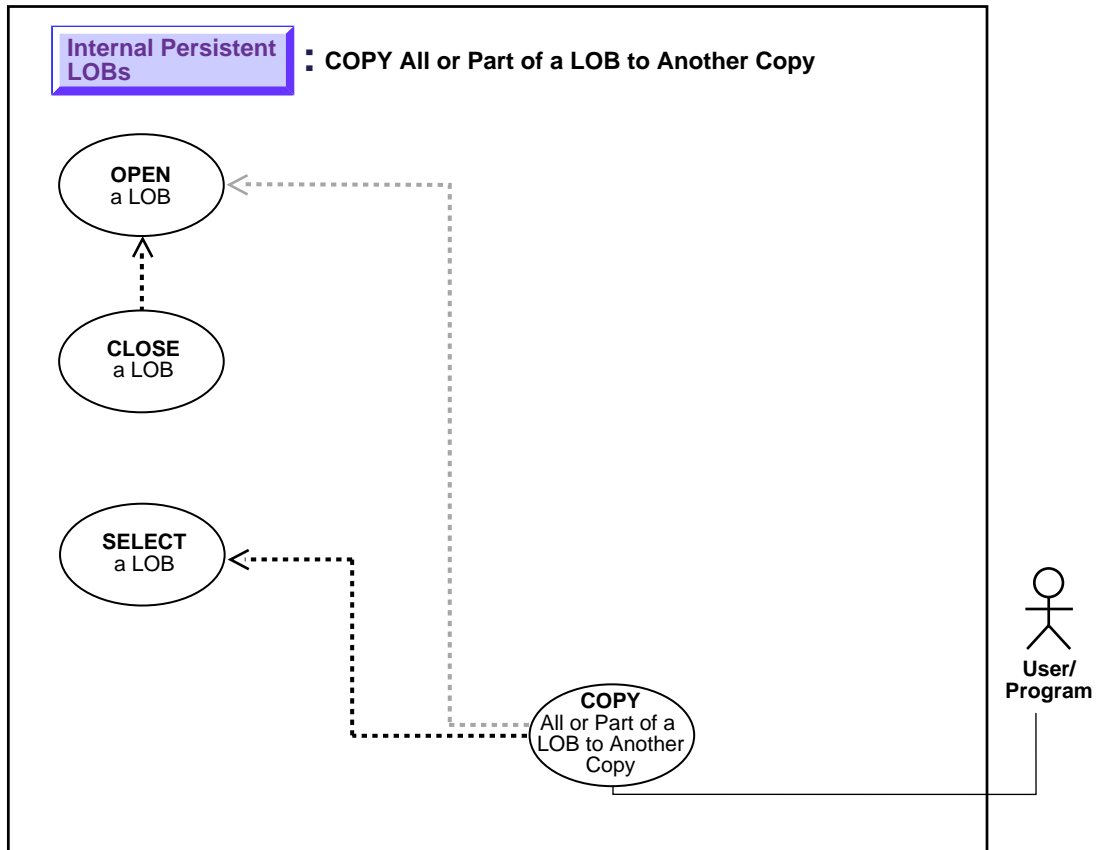 Internal Persistent
LOBs
: COPY All or Part of a LOB to Another Copy
OPEN
a LOB
CLOSE
a LOB
SELECT
a LOB
User/
Program
COPY
All or Part of a
LOB to Another
Copy